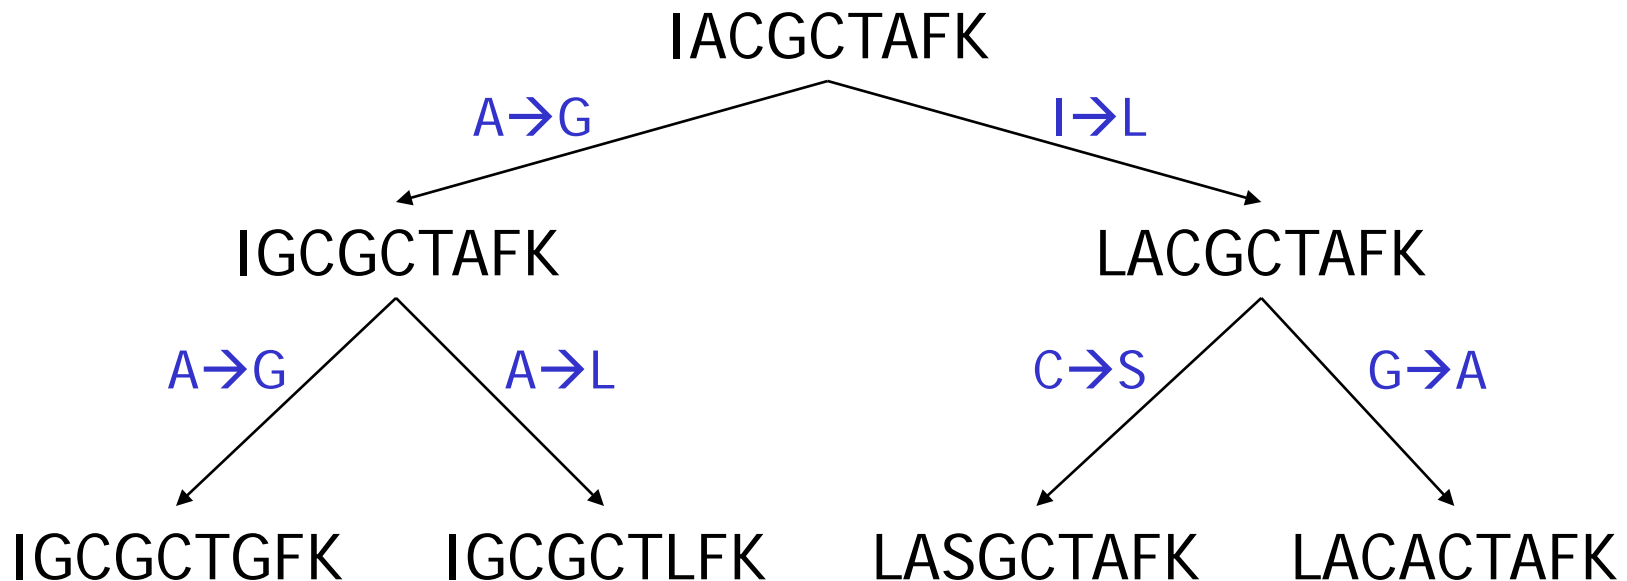 IACGCTAFK
A→G I→L
IGCGCTAFK LACGCTAFK
A→G A→L C→S G→A
IGCGCTGFK IGCGCTLFK LASGCTAFK LACACTAFK